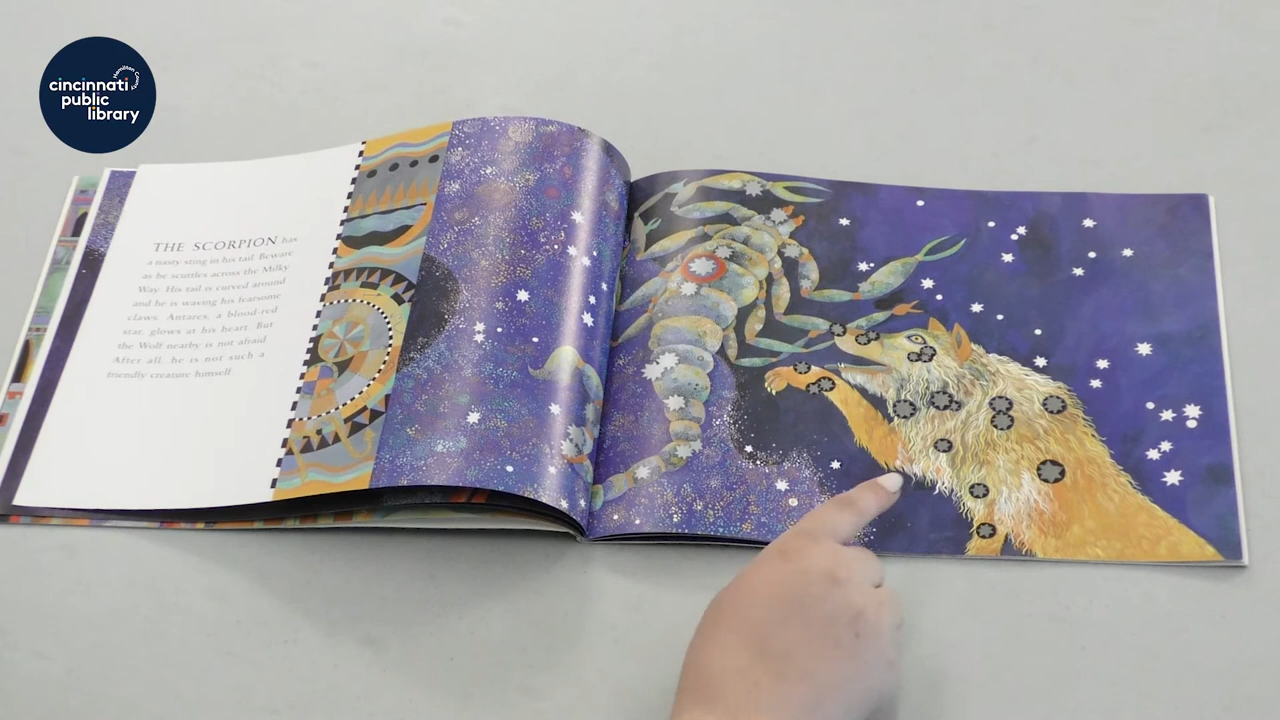 cincinnati
public
library
Hamilton County
THE SCORPION has
a nasty sting in his tail. Beware
as he scuttles across the Milky
Way. His tail is curved around
and he is waving his fearsome
claws. Antares, a blood-red
star, glows at his heart. But
the Wolf nearby is not afraid.
After all, he is not such a
friendly creature himself.